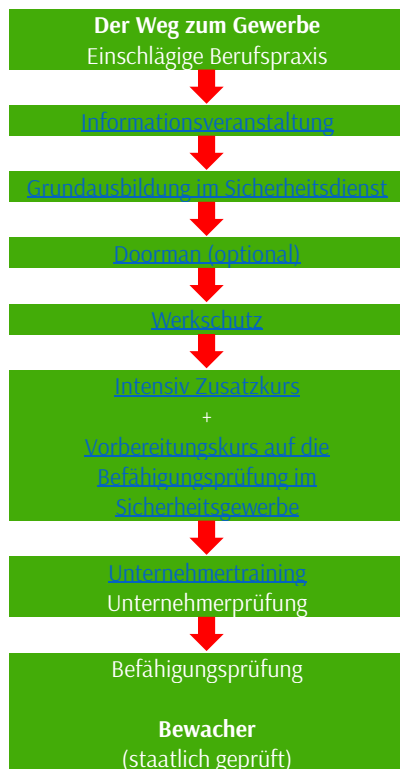 Der Weg zum Gewerbe
Einschlägige Berufspraxis
Informationsveranstaltung
Grundausbildung im Sicherheitsdienst
Doorman (optional)
Werkschutz
Intensiv Zusatzkurs
+
Vorbereitungskurs auf die
Befähigungsprüfung im
Sicherheitsgewerbe
Unternehmertraining
Unternehmerprüfung
Befähigungsprüfung
Bewacher
(staatlich geprüft)